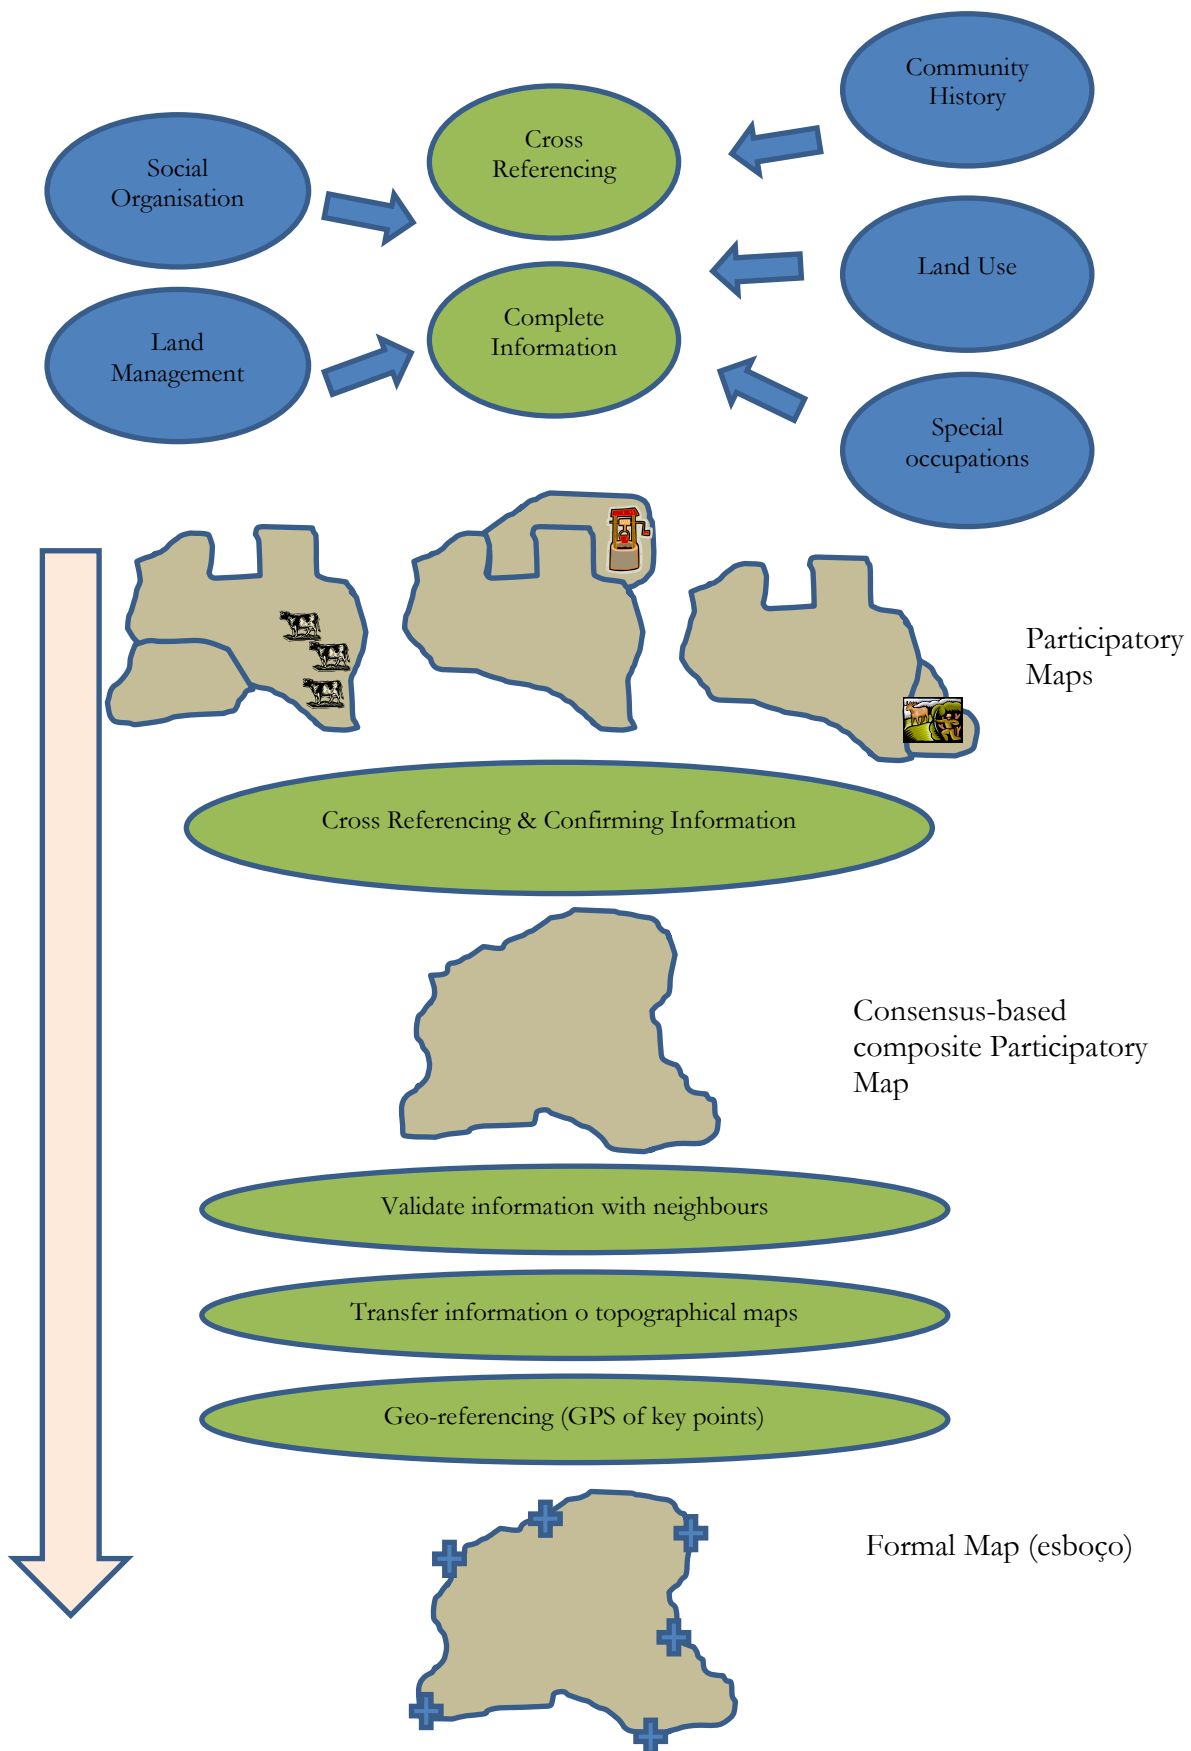 Community
History
Cross
Referencing
Social
Organisation
Land Use
Complete
Information
Land
Management
Special
occupations
Participatory
Maps
Cross Referencing & Confirming Information
Consensus-based
composite Participatory
Map
Validate information with neighbours
Transfer information o topographical maps
Geo-referencing (GPS of key points)
Formal Map (esboço)